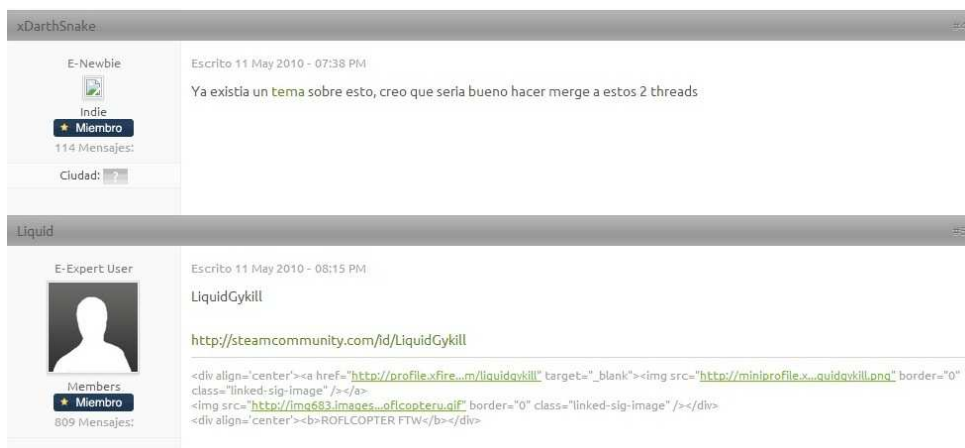 xDarthSnake
E-Newbie
Indie
Miembro
114 Mensajes:
Ciudad: ?
Escrito 11 May 2010 - 07:38 PM
Ya existia un tema sobre esto, creo que seria bueno hacer merge a estos 2 threads
Liquid
E-Expert User
Members
Miembro
809 Mensajes:
Escrito 11 May 2010 - 08:15 PM
LiquidGykill
http://steamcommunity.com/id/LiquidGykill
<div align='center'><a href="http://profile.xfire...m/liquidgykill" target="_blank"><img src="http://miniprofile.x...quidgykill.png" border="0"
class="linked-sig-image" /></a>
<img src="http://img683.images...oflcopteru.gif" border="0" class="linked-sig-image" /></div>
<div align='center'><b>ROFLCOPTER FTW</b></div>